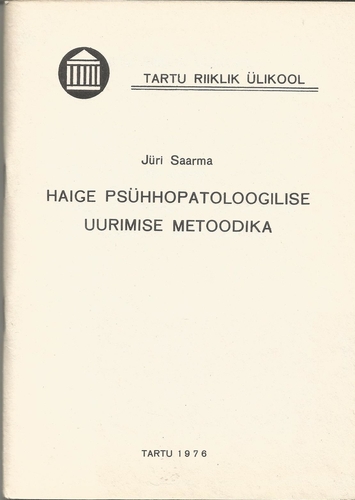 TARTU RIIKLIK ÜLIKOOL
Jüri Saarma
HAIGE PSÜHHOPATOLOOGILISE
UURIMISE METOODIKA
TARTU 1976